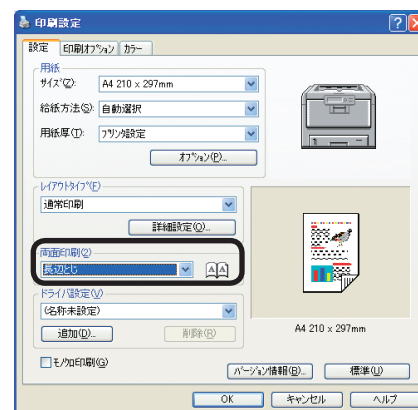 印刷設定
設定 印刷オプション カラー
用紙
サイズ(Z): A4 210 x 297mm
給紙方法(S): 自動選択
用紙厚(T): プリンタ設定
オプション(P)...
レイアウトタイプ(F)
通常印刷
詳細設定(O)...
両面印刷(2)
長辺とじ
A A
ドライバ設定(V)
(名称未設定)
追加(D)... 削除(R)
A4 210 x 297mm
モノクロ印刷(G)
バージョン情報(B)... 標準(U)
OK キャンセル ヘルプ